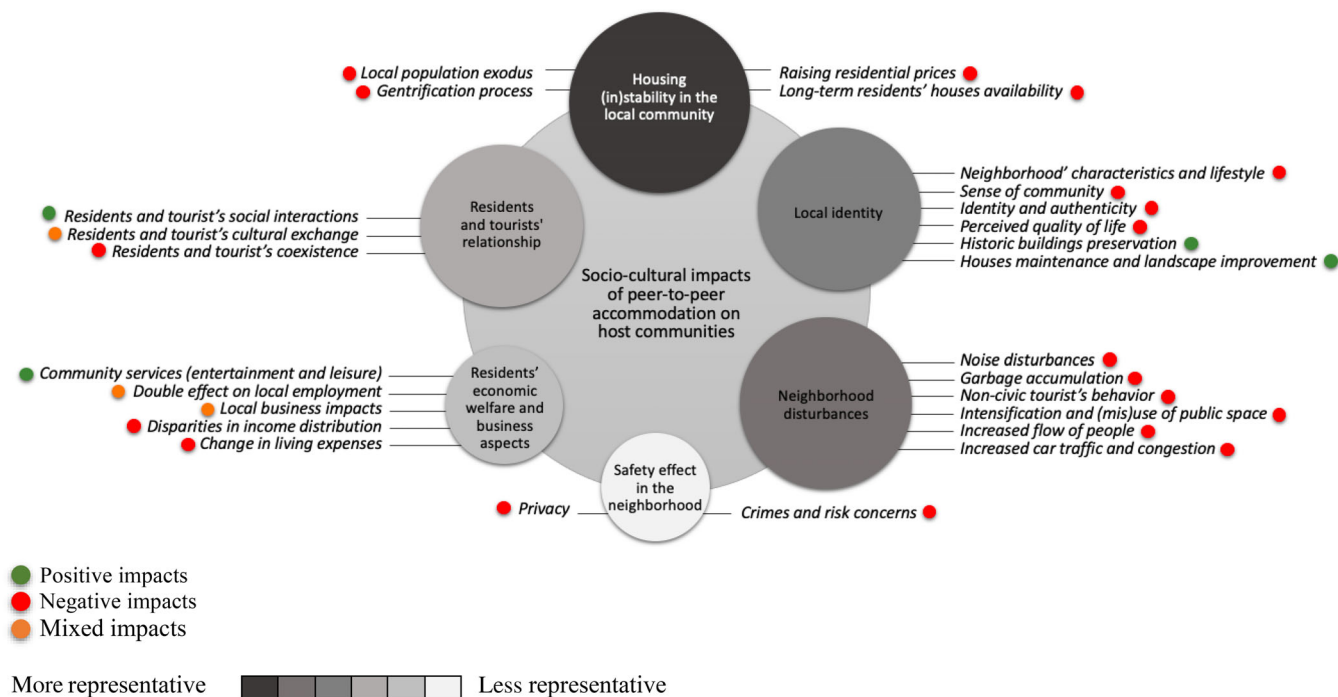 Housing
(in)stability in the
local community
Local population exodus
Gentrification process
Raising residential prices
Long-term residents' houses availability
Local identity
Neighborhood' characteristics and lifestyle
Sense of community
Identity and authenticity
Perceived quality of life
Historic buildings preservation
Houses maintenance and landscape improvement
Residents
and tourists'
relationship
Residents and tourist's social interactions
Residents and tourist's cultural exchange
Residents and tourist's coexistence
Socio-cultural impacts
of peer-to-peer
accommodation on
host communities
Neighborhood
disturbances
Noise disturbances
Garbage accumulation
Non-civic tourist's behavior
Intensification and (mis)use of public space
Increased flow of people
Increased car traffic and congestion
Residents'
economic
welfare and
business
aspects
Community services (entertainment and leisure)
Double effect on local employment
Local business impacts
Disparities in income distribution
Change in living expenses
Safety effect
in the
neighborhood
Privacy
Crimes and risk concerns
Positive impacts
Negative impacts
Mixed impacts
More representative
Less representative